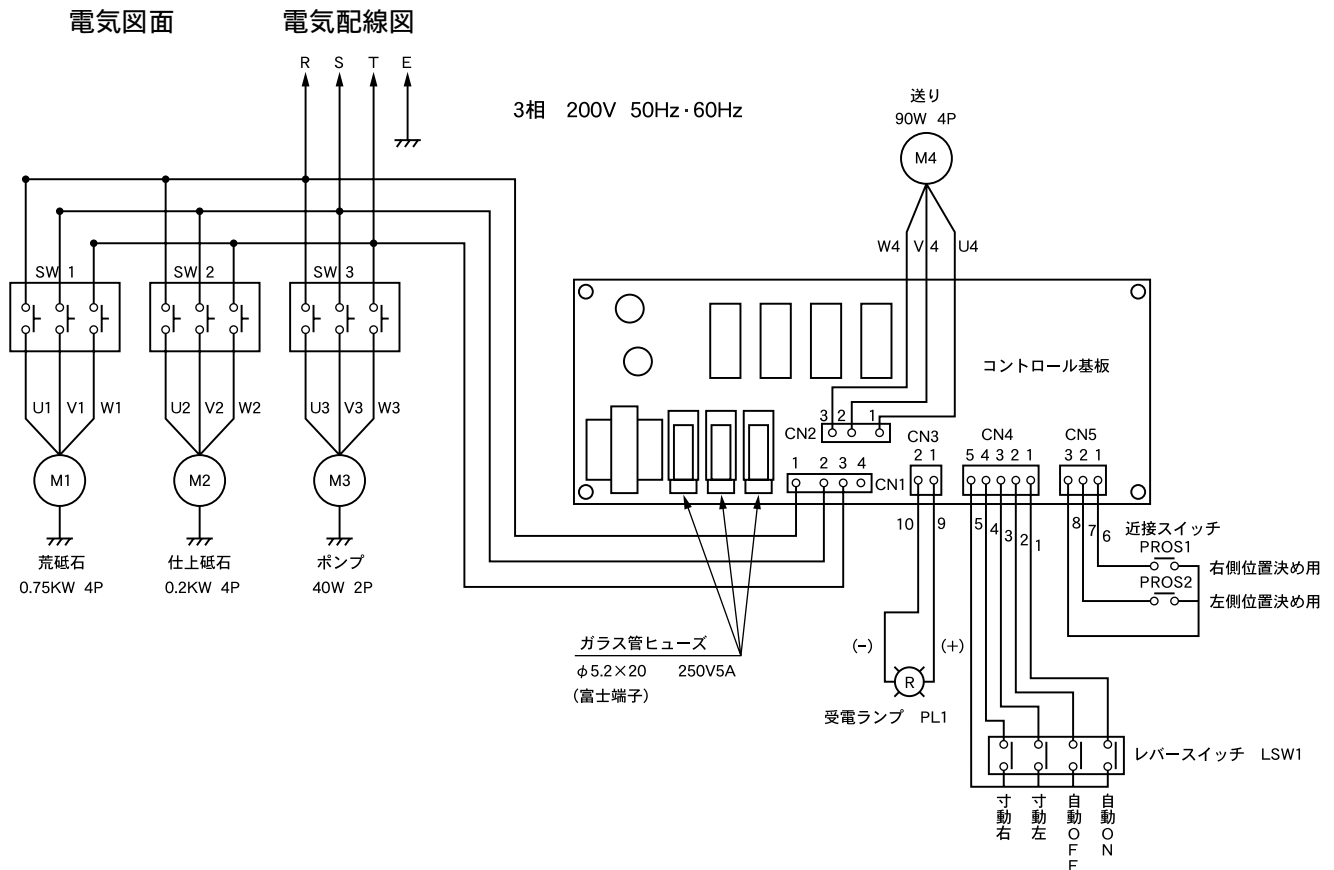 電気図面 電気配線図
R S T E
3相 200V 50Hz・60Hz
送り
90W 4P
M4
W4 V4 U4
SW 1 SW 2 SW 3
コントロール基板
U1 V1 W1 U2 V2 W2 U3 V3 W3
3 2 1
CN2
CN3
2 1
CN4
5 4 3 2 1
CN5
3 2 1
1 2 3 4
CN1
M1 M2 M3
10 9
5 4 3 2 1
8 7 6
近接スイッチ
PROS1
右側位置決め用
PROS2
左側位置決め用
荒砥石
0.75KW 4P
仕上砥石
0.2KW 4P
ポンプ
40W 2P
ガラス管ヒューズ
φ5.2×20 250V5A
(富士端子)
(−) (+)
R
受電ランプ PL1
レバースイッチ LSW1
寸動右
寸動左
自動OFF
自動ON